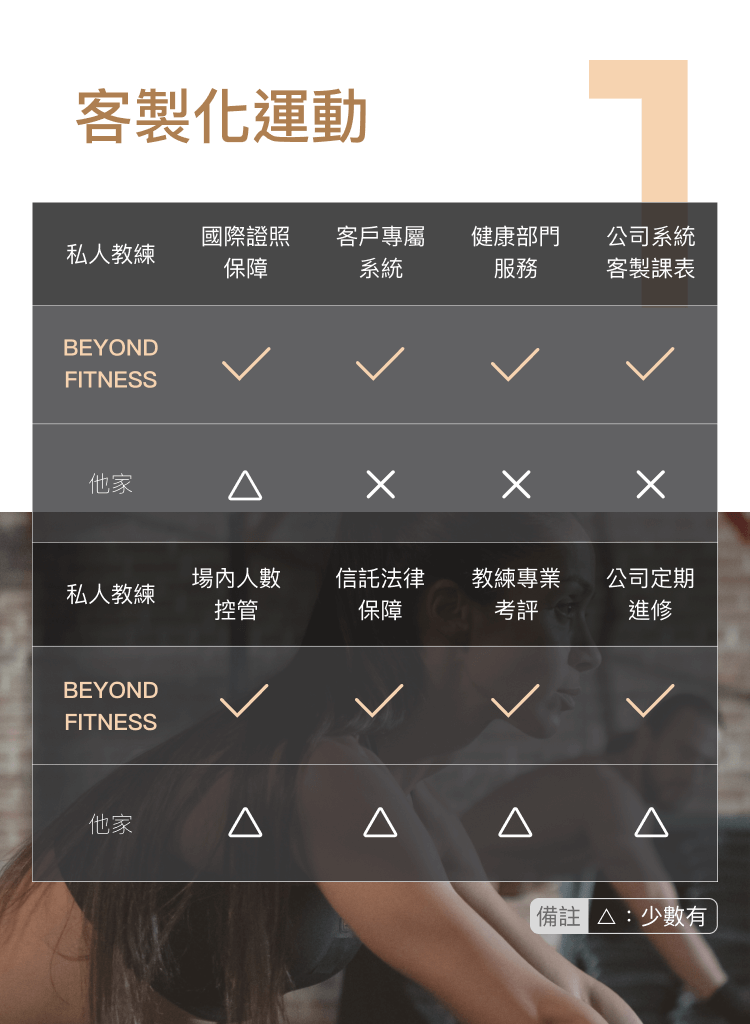 客製化運動
1
私人教練
國際證照
保障
客戶專屬
系統
健康部門
服務
公司系統
客製課表
BEYOND
FITNESS
✓ ✓ ✓ ✓
他家
△ ✕ ✕ ✕
私人教練
場內人數
控管
信託法律
保障
教練專業
考評
公司定期
進修
BEYOND
FITNESS
✓ ✓ ✓ ✓
他家
△ △ △ △
備註 △：少數有